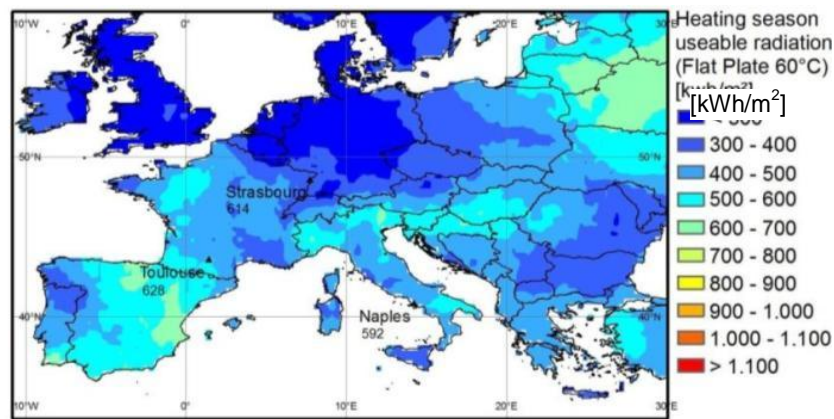 10°W
0°
10°E
20°E
30°E
Heating season
useable radiation
(Flat Plate 60°C)
[kWh/m²]
300 - 400
400 - 500
500 - 600
600 - 700
700 - 800
800 - 900
900 - 1.000
1.000 - 1.100
> 1.100
50°N
50°N
Strasbourg
614
Toulouse
628
Naples
592
40°N
40°N
10°W
0°
10°E
20°E
30°E